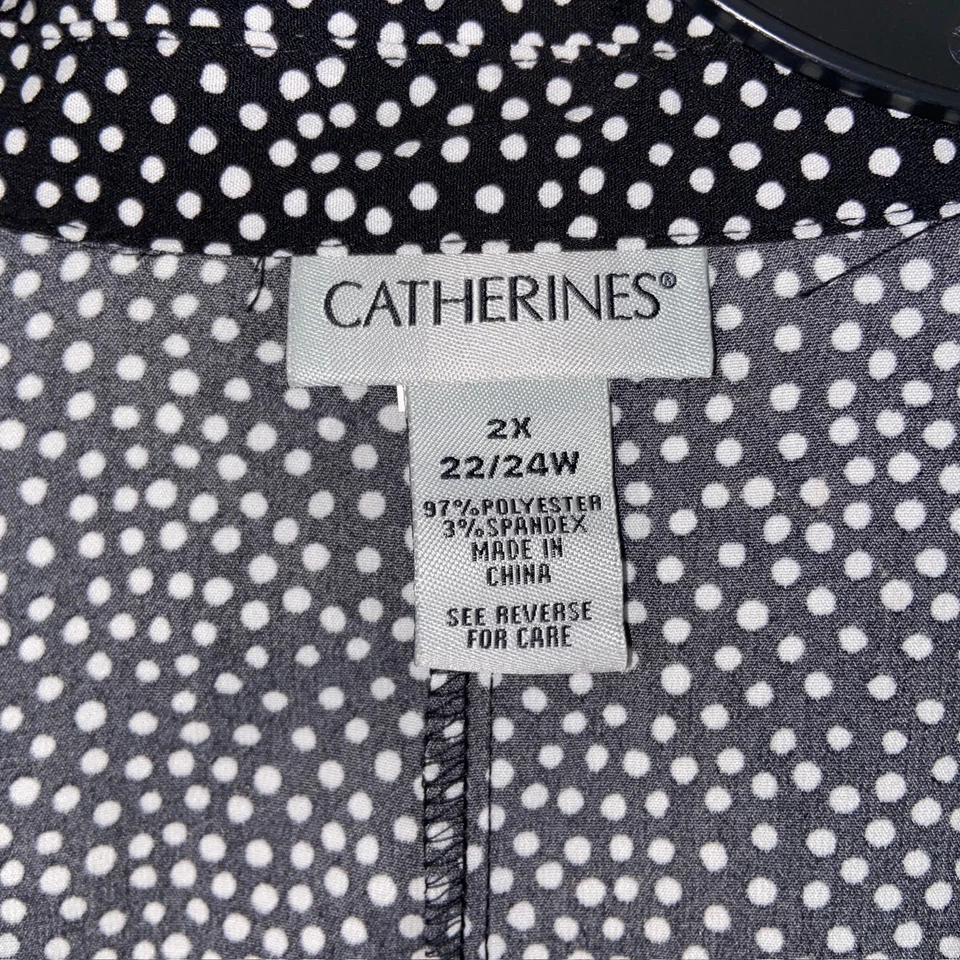 CATHERINES®
2X
22/24W
97%POLYESTER
3%SPANDEX
MADE IN
CHINA
SEE REVERSE
FOR CARE